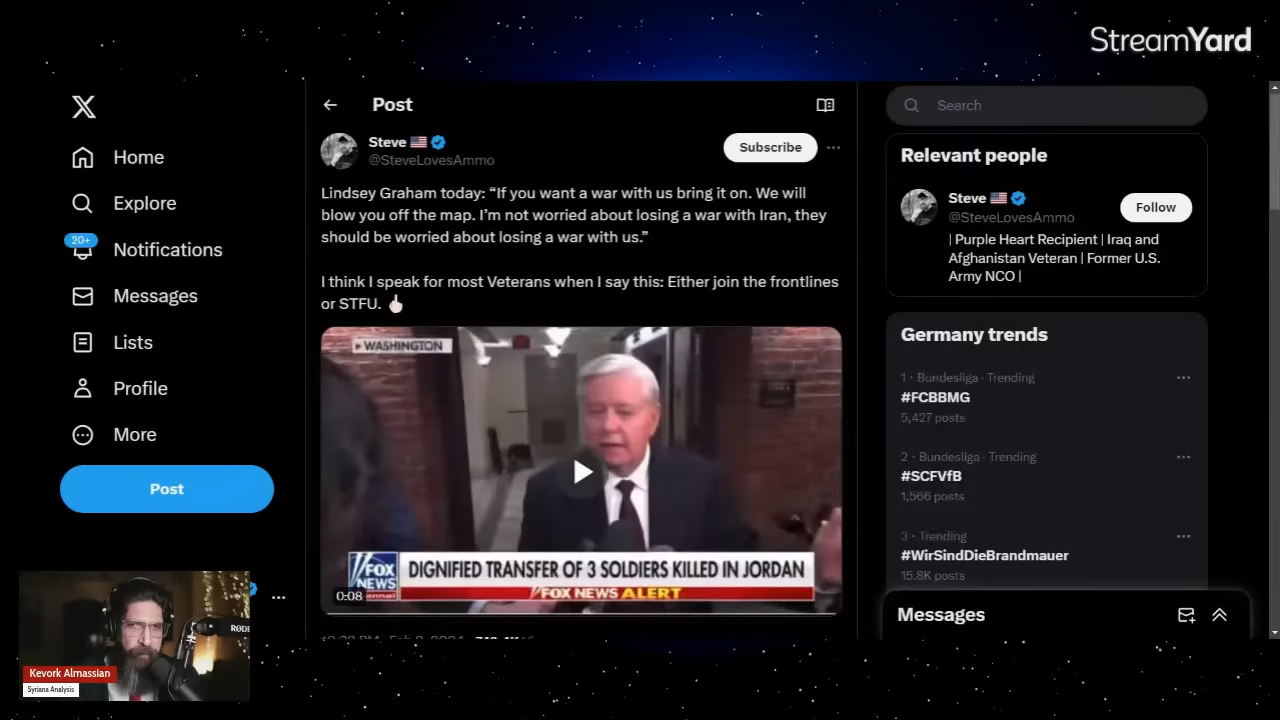 StreamYard
Post
Search
Home
Explore
20+
Notifications
Messages
Lists
Profile
More
Post
Steve
@SteveLovesAmmo
Subscribe
Lindsey Graham today: “If you want a war with us bring it on. We will
blow you off the map. I’m not worried about losing a war with Iran, they
should be worried about losing a war with us.”
I think I speak for most Veterans when I say this: Either join the frontlines
or STFU.
WASHINGTON
FOX
NEWS
channel
DIGNIFIED TRANSFER OF 3 SOLDIERS KILLED IN JORDAN
FOX NEWS ALERT
0:08
Relevant people
Steve
@SteveLovesAmmo
Follow
| Purple Heart Recipient | Iraq and
Afghanistan Veteran | Former U.S.
Army NCO |
Germany trends
1 · Bundesliga · Trending
#FCBBMG
5,427 posts
2 · Bundesliga · Trending
#SCFVfB
1,566 posts
3 · Trending
#WirSindDieBrandmauer
15.8K posts
Messages
RØDE
Kevork Almassian
Syriana Analysis